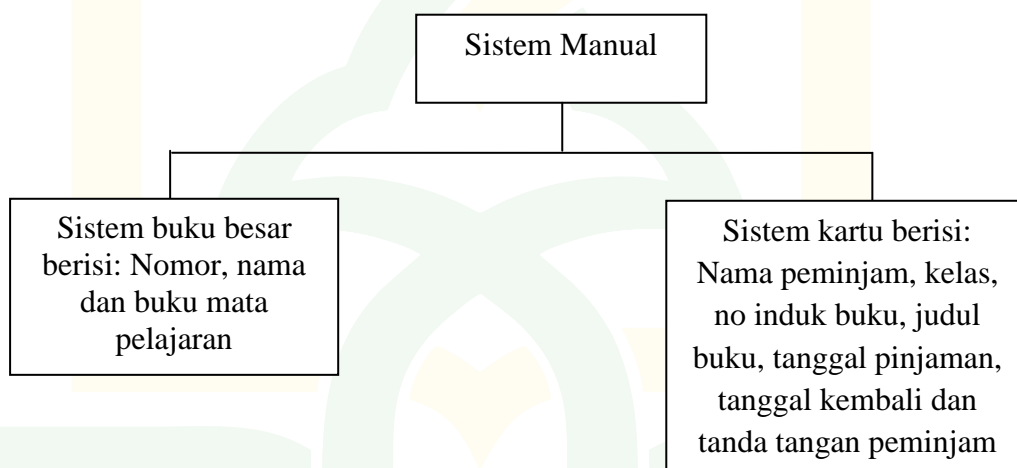 Sistem Manual
Sistem buku besar
berisi: Nomor, nama
dan buku mata
pelajaran
Sistem kartu berisi:
Nama peminjam, kelas,
no induk buku, judul
buku, tanggal pinjaman,
tanggal kembali dan
tanda tangan peminjam